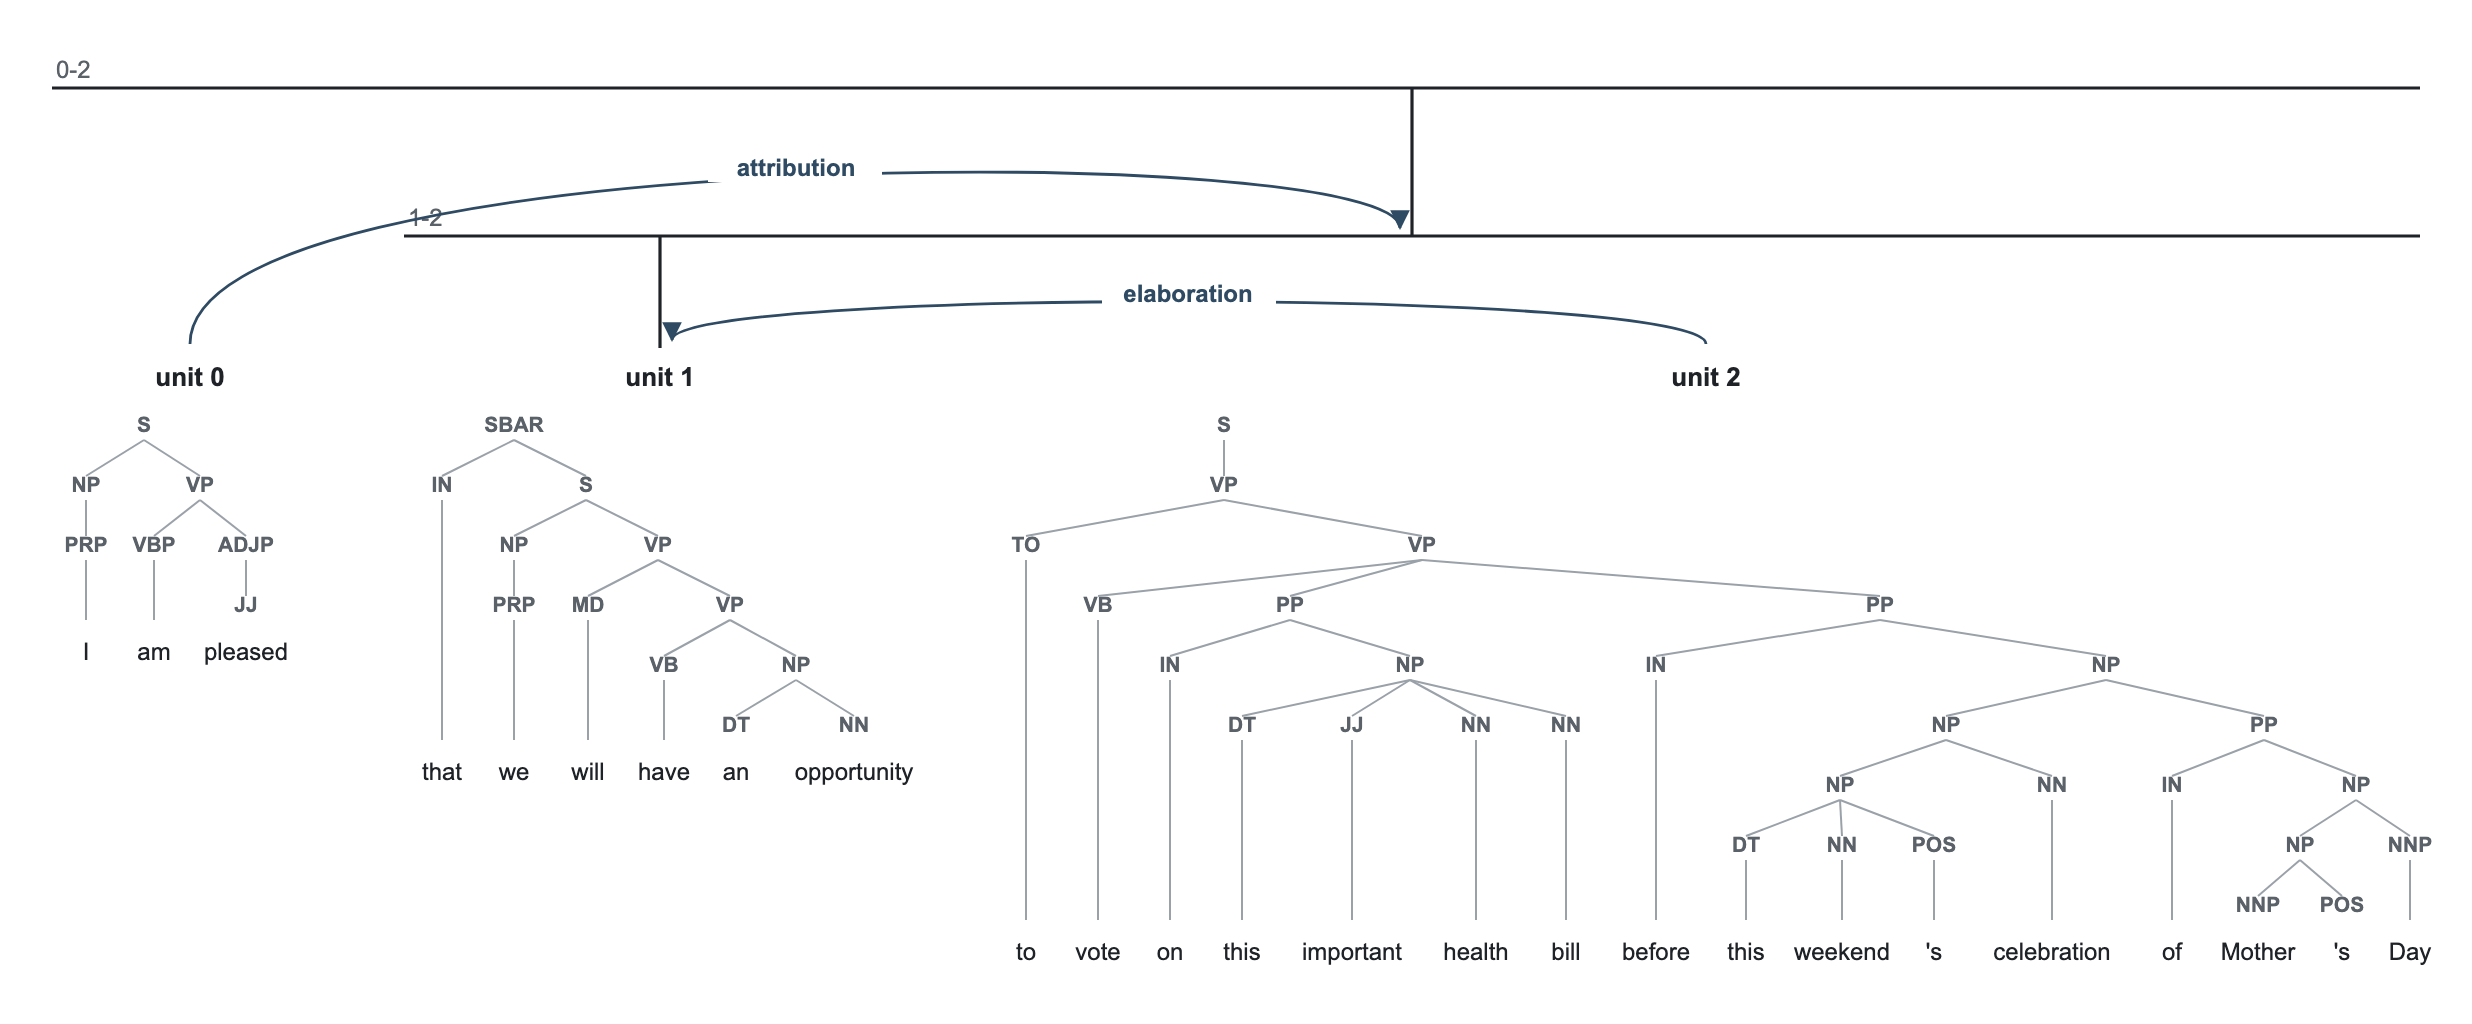 0-2
attribution
1-2
elaboration
unit 0 unit 1 unit 2
S SBAR S
NP VP IN S VP
PRP VBP ADJP NP VP TO VP
JJ PRP MD VP VB PP PP
I am pleased
VB NP IN NP IN NP
DT NN DT JJ NN NN NP PP
that we will have an opportunity
NP NN IN NP
DT NN POS NP NNP
NNP POS
to vote on this important health bill before this weekend 's celebration of Mother 's Day